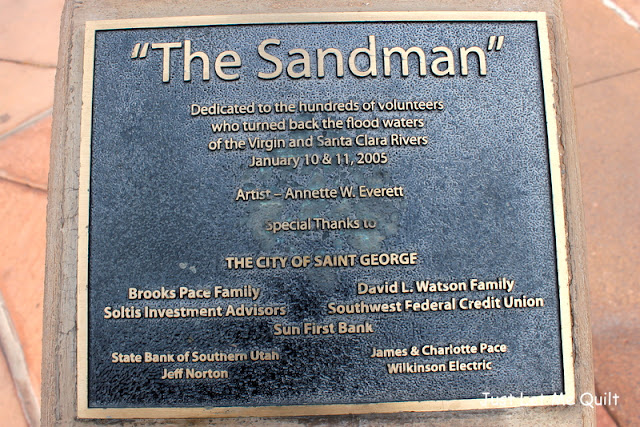 "The Sandman"
Dedicated to the hundreds of volunteers
who turned back the flood waters
of the Virgin and Santa Clara Rivers
January 10 & 11, 2005
Artist – Annette W. Everett
Special Thanks to
THE CITY OF SAINT GEORGE
Brooks Pace Family
Soltis Investment Advisors
David L. Watson Family
Southwest Federal Credit Union
Sun First Bank
State Bank of Southern Utah
Jeff Norton
James & Charlotte Pace
Wilkinson Electric
Just Let Me Quilt